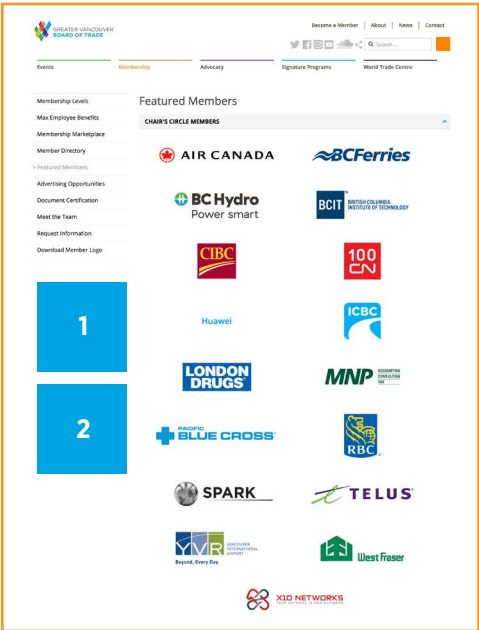 GREATER VANCOUVER
BOARD OF TRADE
Become a Member | About | News | Contact
Search...
Events
Membership
Advocacy
Signature Programs
World Trade Centre
Membership Levels
Max Employee Benefits
Membership Marketplace
Member Directory
> Featured Members
Advertising Opportunities
Document Certification
Meet the Team
Request Information
Download Member Logo
1
2
Featured Members
CHAIR'S CIRCLE MEMBERS
AIR CANADA
BCFerries
BC Hydro
Power smart
BCIT
BRITISH COLUMBIA
INSTITUTE OF TECHNOLOGY
CIBC
100
CN
Huawei
ICBC
LONDON
DRUGS
MNP
ACCOUNTING
CONSULTING
TAX
PACIFIC
BLUE CROSS
RBC
SPARK
TELUS
YVR
VANCOUVER
INTERNATIONAL
AIRPORT
Beyond, Every Day.
West Fraser
X10 NETWORKS